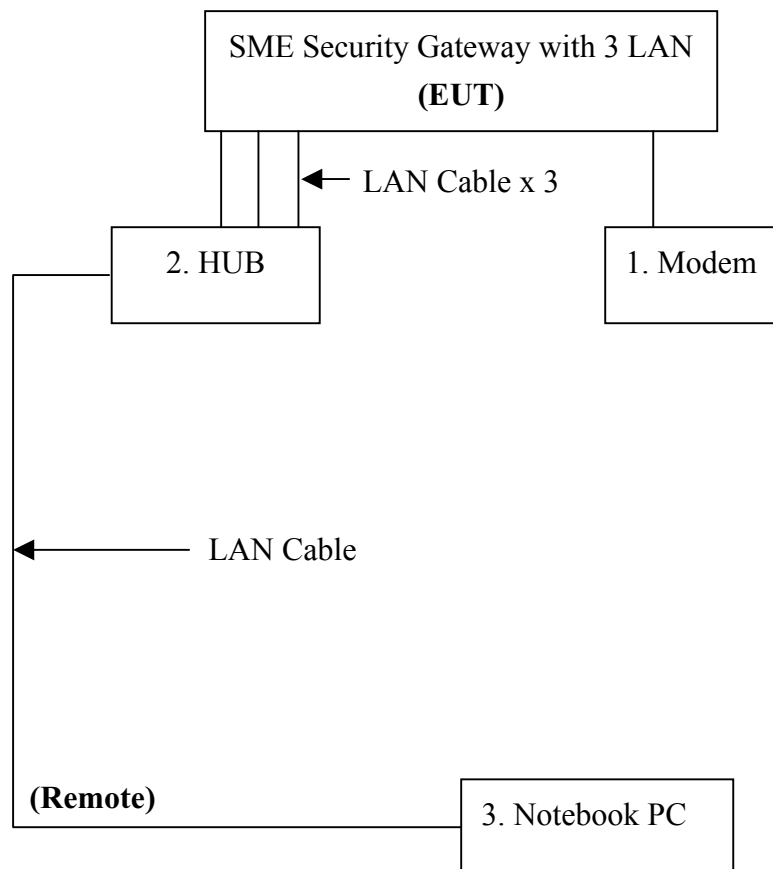 SME Security Gateway with 3 LAN
(EUT)
LAN Cable x 3
2. HUB
1. Modem
LAN Cable
(Remote)
3. Notebook PC